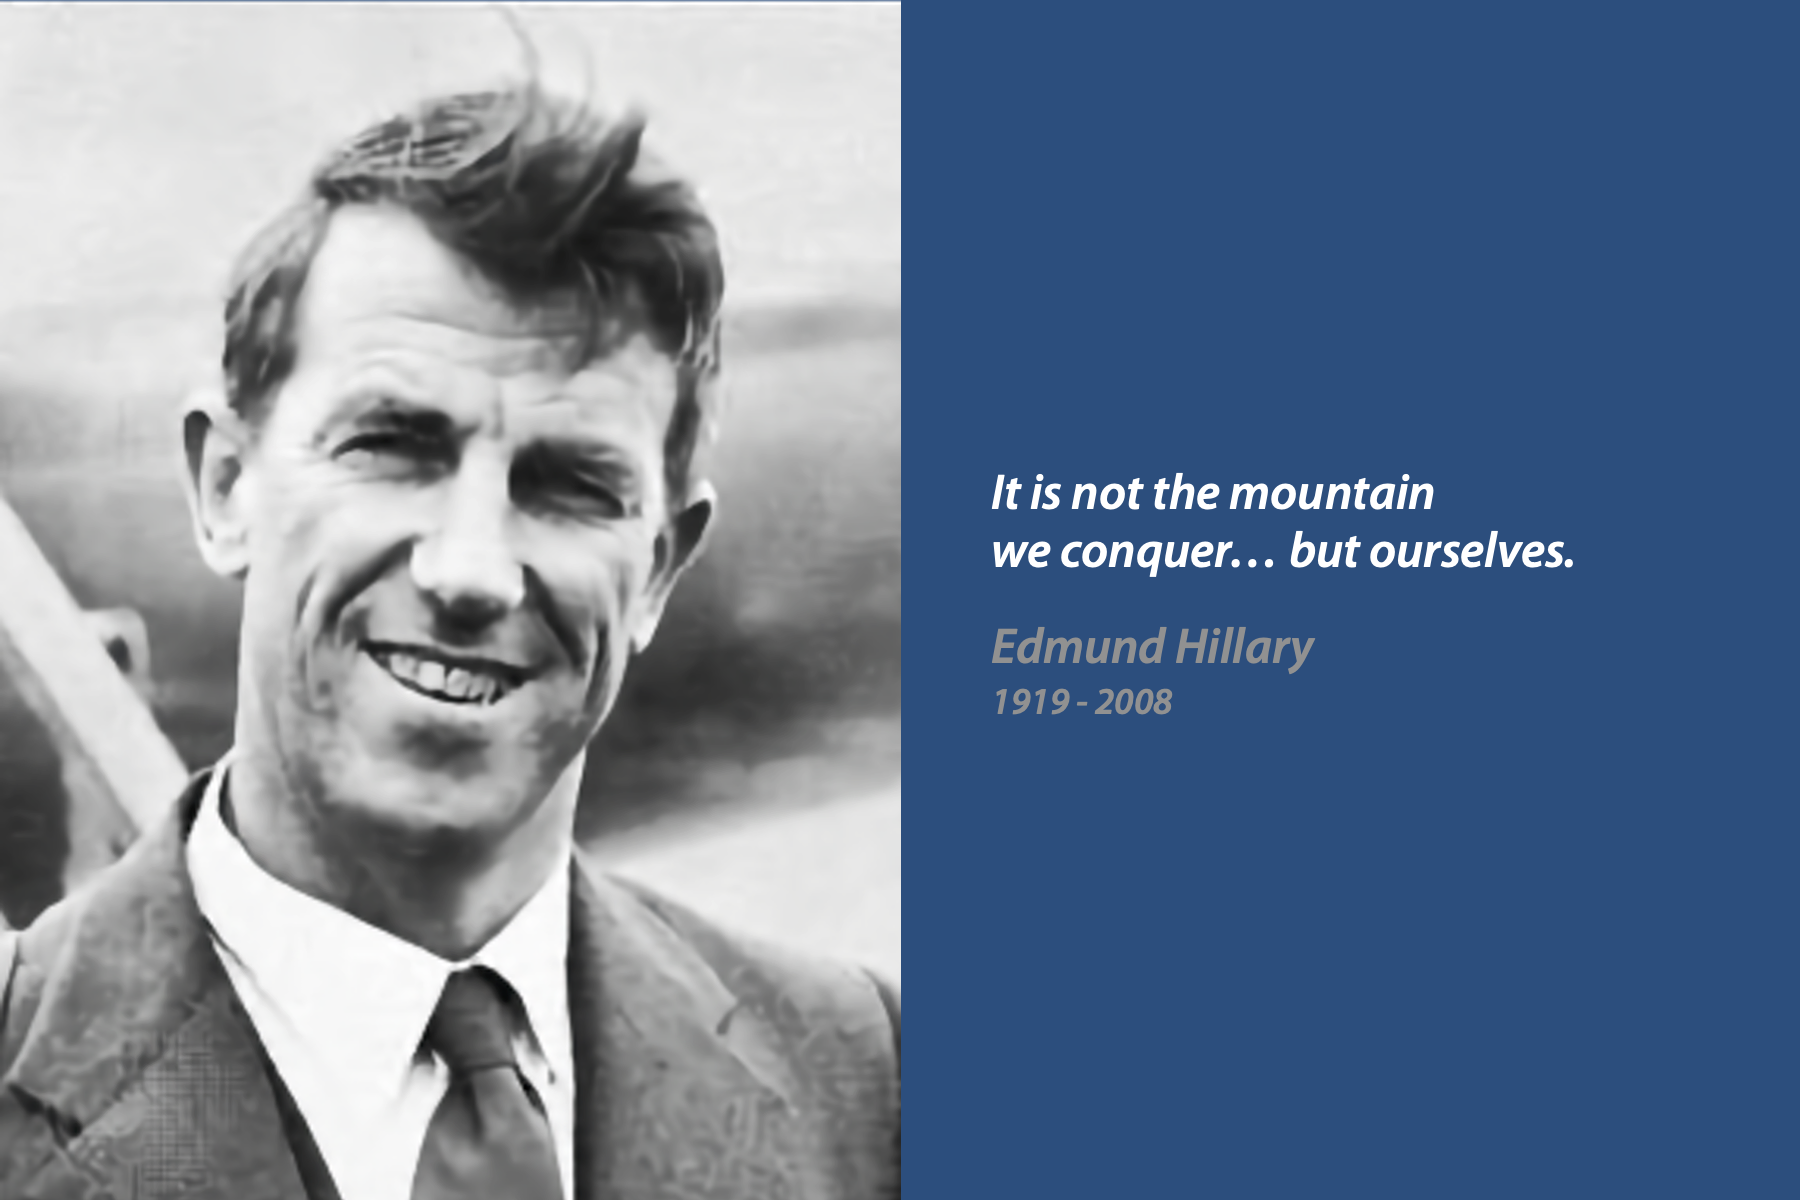 It is not the mountain
we conquer… but ourselves.
Edmund Hillary
1919 - 2008